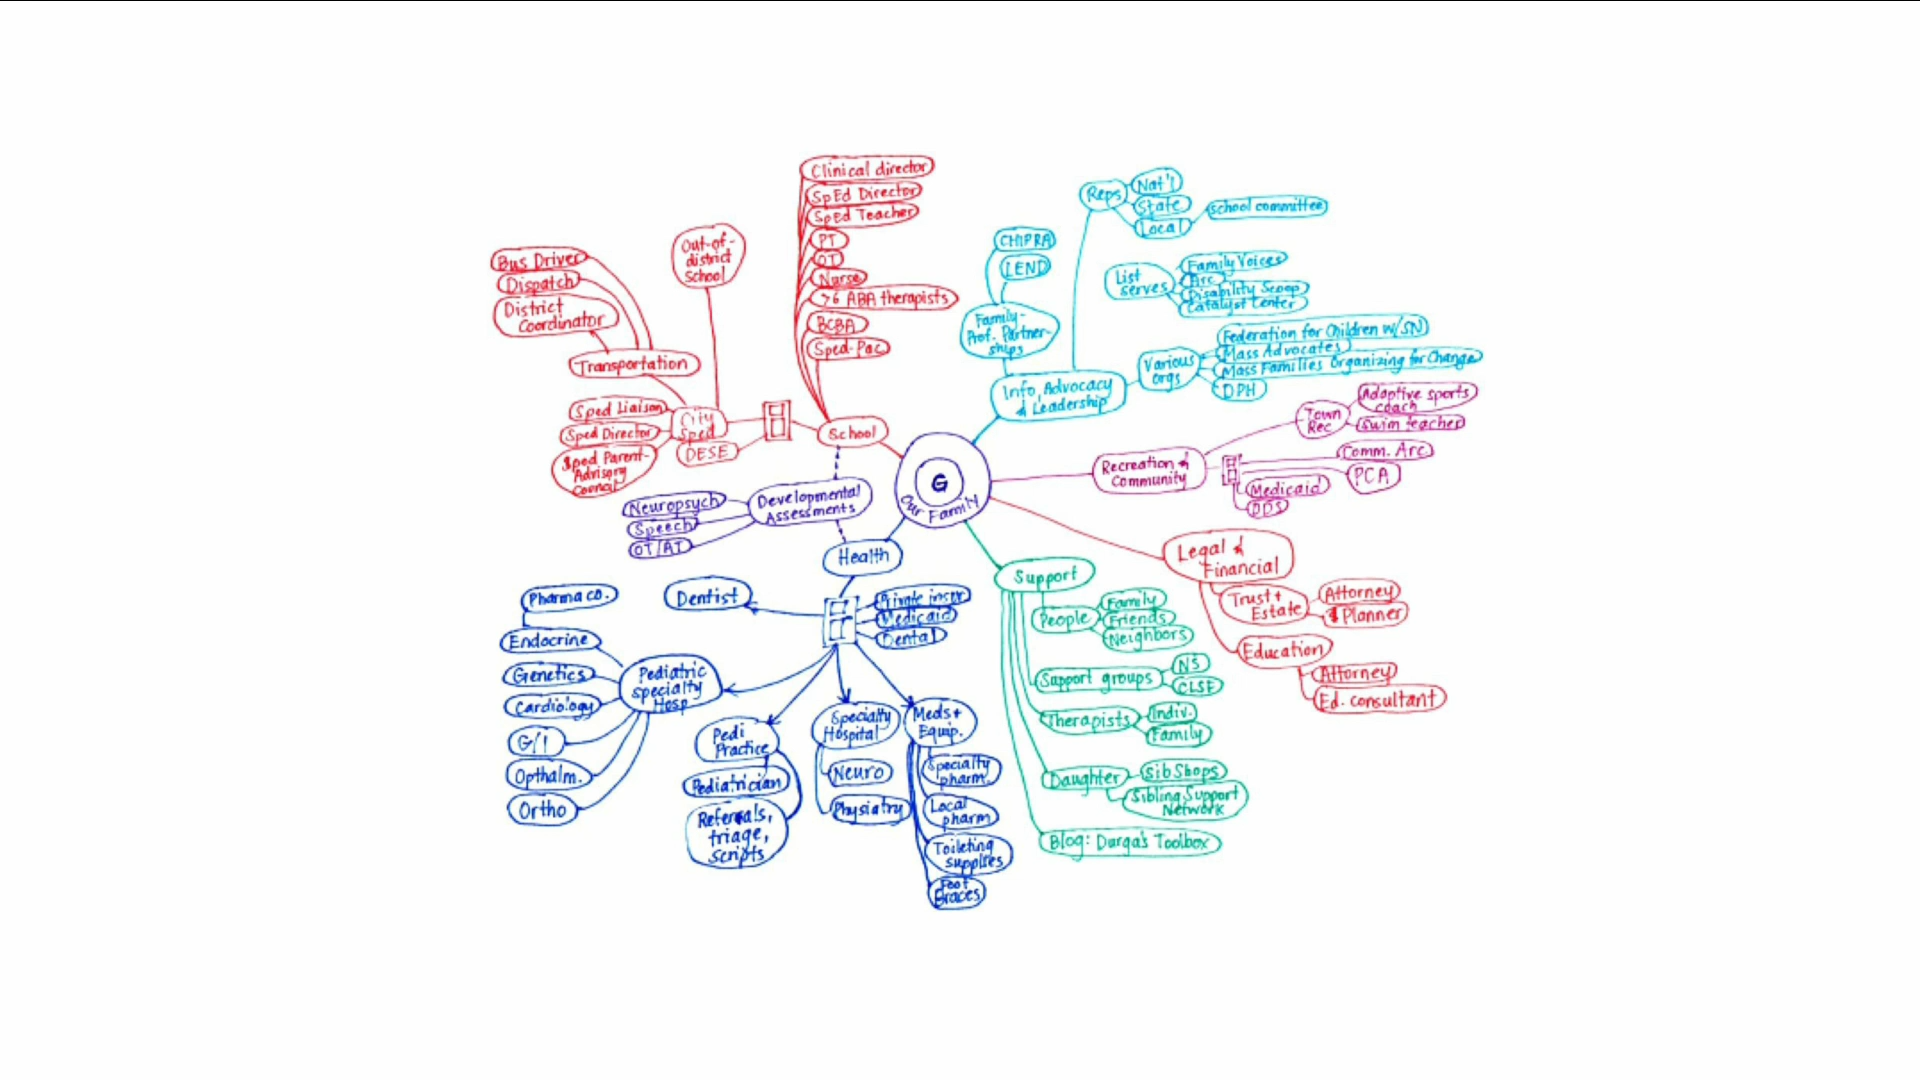 Clinical director
SpEd Director
SpEd Teacher
PT
OT
Nurse
>6 ABA therapists
BCBA
Sped-Pac
School
Out-of-
district
School
Bus Driver
Dispatch
District
Coordinator
Transportation
City
Sped
Sped Liaison
Sped Director
Sped Parent-
Advisory
Council
DESE
Developmental
Assessments
Neuropsych
Speech
OT/AT
G
Our Family
Reps
Nat'l
State
Local
School committee
CHIPRA
LEND
Family-
Prof. Partner-
ships
List
serves
Family Voices
Arc
Disability Scoop
Catalyst Center
Info, Advocacy
& Leadership
Various
orgs
Federation for Children w/SN
Mass Advocates
Mass Families Organizing for Change
DPH
Recreation &
Community
Town
Rec
Adaptive sports
coach
Swim teacher
Comm. Arc
PCA
Medicaid
DDS
Legal &
Financial
Trust +
Estate
Attorney
$ Planner
Education
Attorney
Ed. consultant
Support
People
Family
Friends
Neighbors
Support groups
NS
CLSF
Therapists
Indiv.
Family
Daughter
SibShops
Sibling Support
Network
Blog: Durga's Toolbox
Health
Private insur
Medicaid
Dental
Dentist
Pharma co.
Endocrine
Genetics
Cardiology
G/I
Opthalm.
Ortho
Pediatric
specialty
Hosp
Pedi
Practice
Pediatrician
Referrals,
triage,
scripts
Specialty
Hospital
Neuro
Physiatry
Meds +
Equip.
Specialty
pharm.
Local
pharm
Toileting
supplies
Foot
Braces